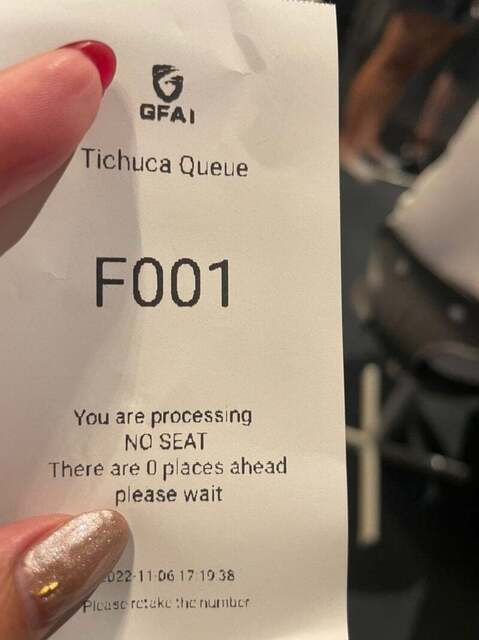 GFAI
Tichuca Queue
F001
You are processing
NO SEAT
There are 0 places ahead
please wait
022-11-06 17:19:38
Please retake the number